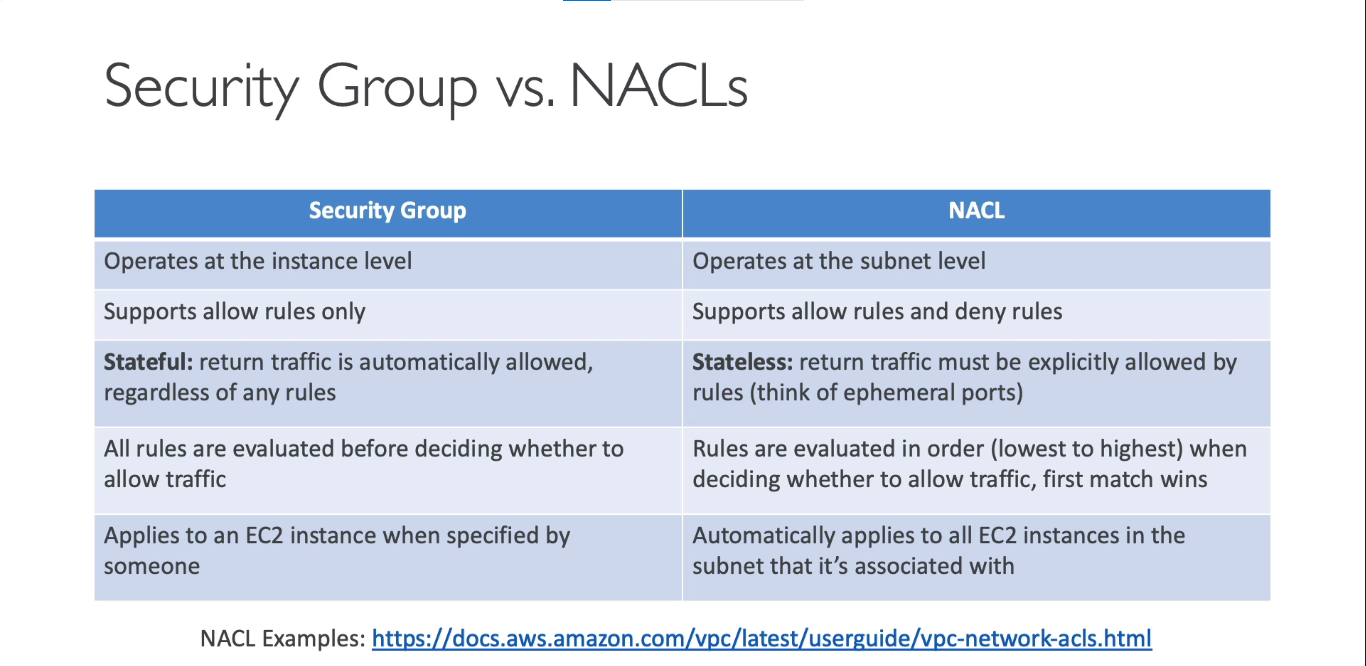 Security Group vs. NACLs
Security Group
NACL
Operates at the instance level
Operates at the subnet level
Supports allow rules only
Supports allow rules and deny rules
Stateful: return traffic is automatically allowed,
regardless of any rules
Stateless: return traffic must be explicitly allowed by
rules (think of ephemeral ports)
All rules are evaluated before deciding whether to
allow traffic
Rules are evaluated in order (lowest to highest) when
deciding whether to allow traffic, first match wins
Applies to an EC2 instance when specified by
someone
Automatically applies to all EC2 instances in the
subnet that it’s associated with
NACL Examples: https://docs.aws.amazon.com/vpc/latest/userguide/vpc-network-acls.html